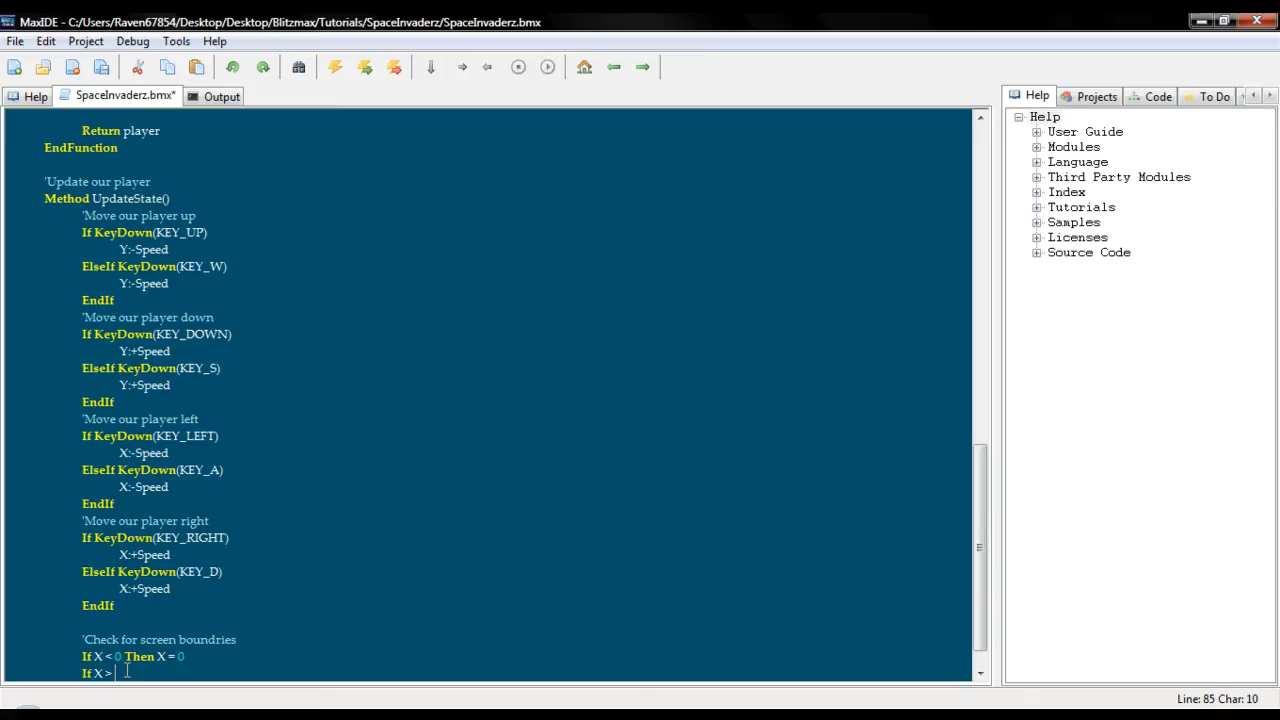 MaxIDE - C:/Users/Raven67854/Desktop/Desktop/Blitzmax/Tutorials/SpaceInvaderz/SpaceInvaderz.bmx
File Edit Project Debug Tools Help
Help SpaceInvaderz.bmx* Output
Help Projects Code To Do
Return player
EndFunction
'Update our player
Method UpdateState()
'Move our player up
If KeyDown(KEY_UP)
Y:-Speed
ElseIf KeyDown(KEY_W)
Y:-Speed
EndIf
'Move our player down
If KeyDown(KEY_DOWN)
Y:+Speed
ElseIf KeyDown(KEY_S)
Y:+Speed
EndIf
'Move our player left
If KeyDown(KEY_LEFT)
X:-Speed
ElseIf KeyDown(KEY_A)
X:-Speed
EndIf
'Move our player right
If KeyDown(KEY_RIGHT)
X:+Speed
ElseIf KeyDown(KEY_D)
X:+Speed
EndIf
'Check for screen boundries
If X < 0 Then X = 0
If X >
Help
User Guide
Modules
Language
Third Party Modules
Index
Tutorials
Samples
Licenses
Source Code
Line: 85 Char: 10